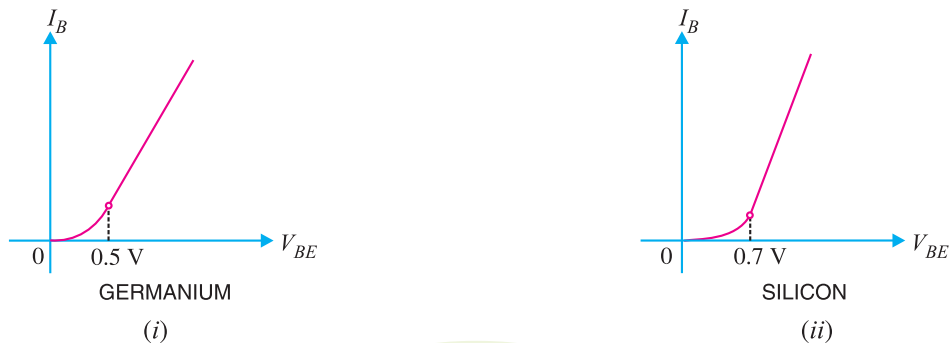 I_B
0
0.5 V
V_BE
GERMANIUM
(i)
I_B
0
0.7 V
V_BE
SILICON
(ii)